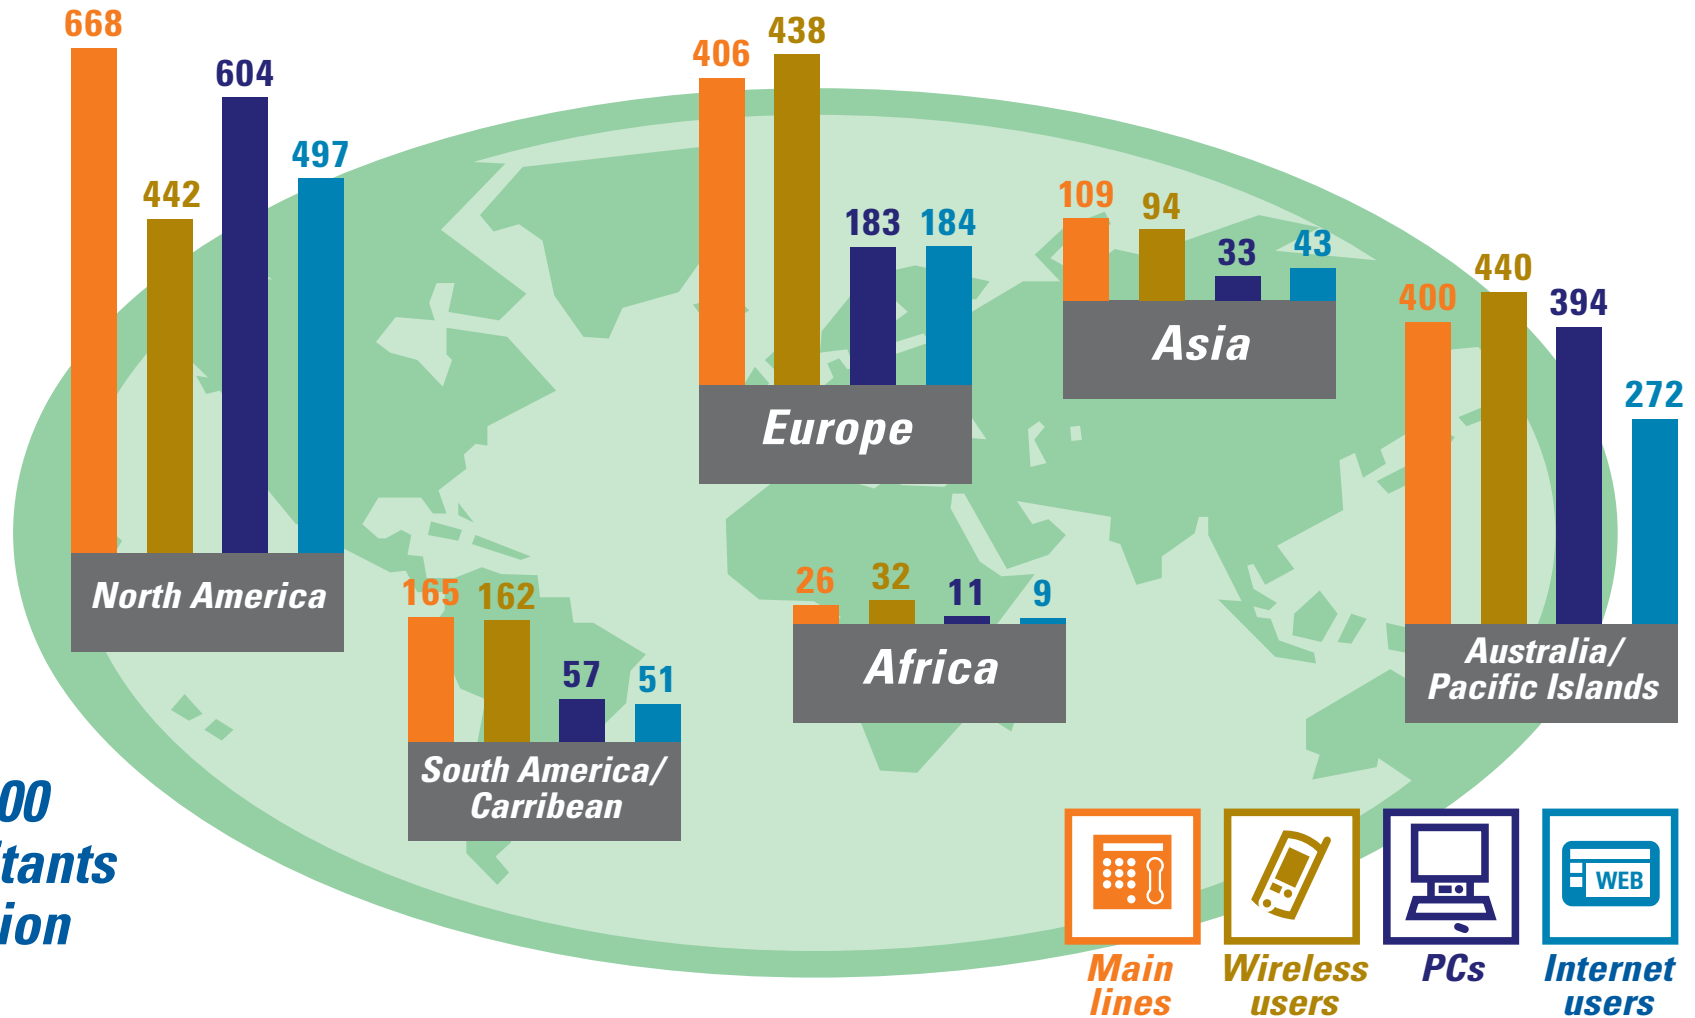 668
442
604
497
North America
406
438
183
184
Europe
109
94
33
43
Asia
400
440
394
272
Australia/
Pacific Islands
165
162
57
51
South America/
Carribean
26
32
11
9
Africa
00
tants
ion
Main
lines
Wireless
users
PCs
WEB
Internet
users